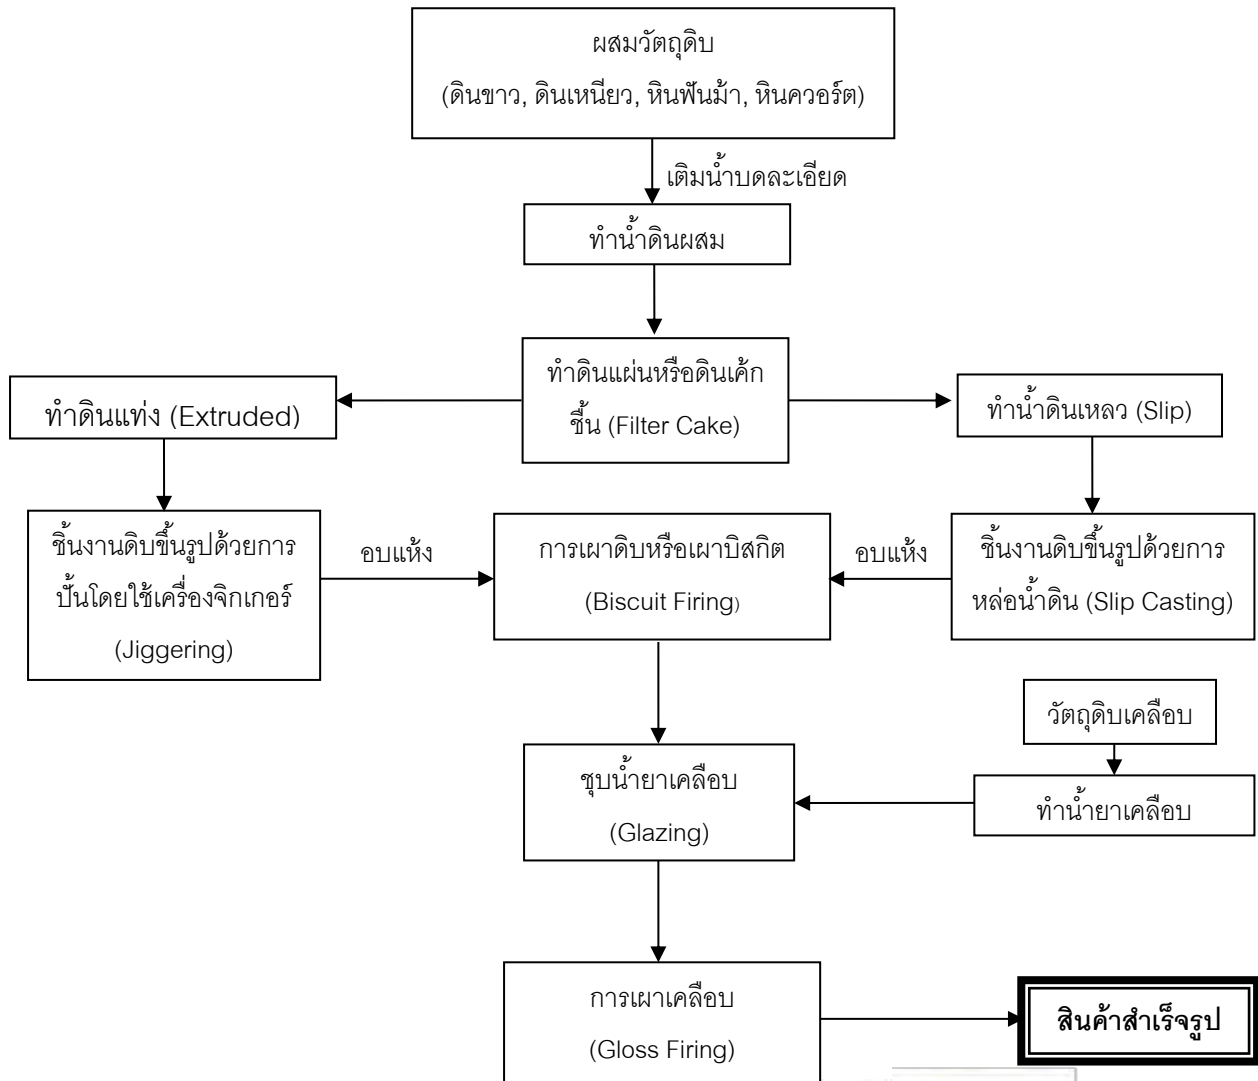 ผสมวัตถุดิบ
(ดินขาว, ดินเหนียว, หินฟันม้า, หินควอร์ต)
เติมน้ำบดละเอียด
ทำน้ำดินผสม
ทำดินแผ่นหรือดินเค้ก
ชื้น (Filter Cake)
ทำดินแท่ง (Extruded)
ทำน้ำดินเหลว (Slip)
ชิ้นงานดิบขึ้นรูปด้วยการ
ปั้นโดยใช้เครื่องจิกเกอร์
(Jiggering)
อบแห้ง
การเผาดิบหรือเผาบิสกิต
(Biscuit Firing)
อบแห้ง
ชิ้นงานดิบขึ้นรูปด้วยการ
หล่อน้ำดิน (Slip Casting)
วัตถุดิบเคลือบ
ทำน้ำยาเคลือบ
ชุบน้ำยาเคลือบ
(Glazing)
การเผาเคลือบ
(Gloss Firing)
สินค้าสำเร็จรูป